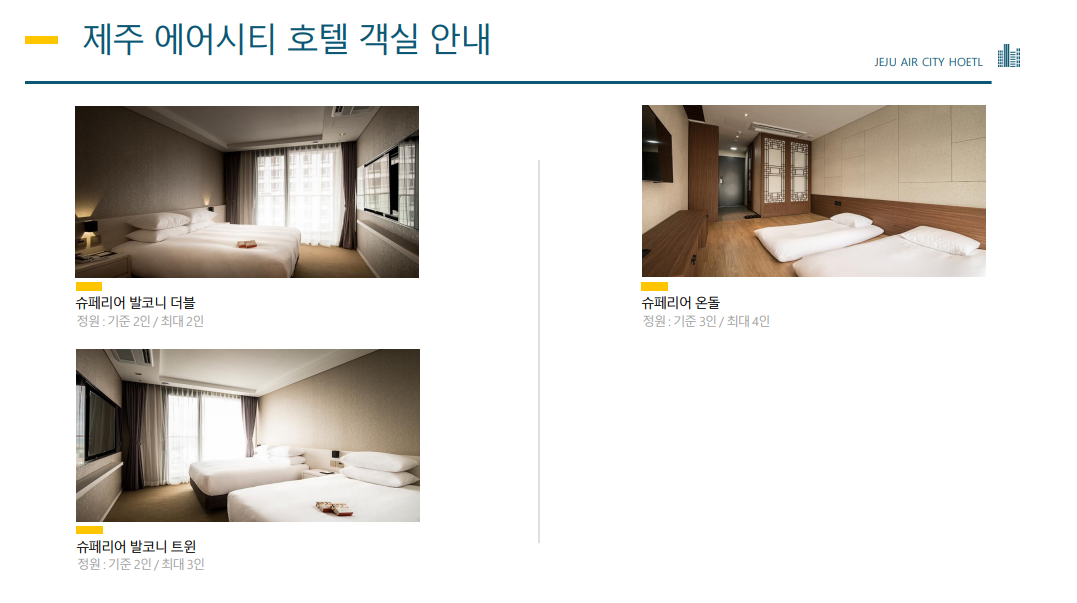 제주 에어시티 호텔 객실 안내
JEJU AIR CITY HOETL
슈페리어 발코니 더블
정원 : 기준 2인 / 최대 2인
슈페리어 발코니 트윈
정원 : 기준 2인 / 최대 3인
슈페리어 온돌
정원 : 기준 3인 / 최대 4인